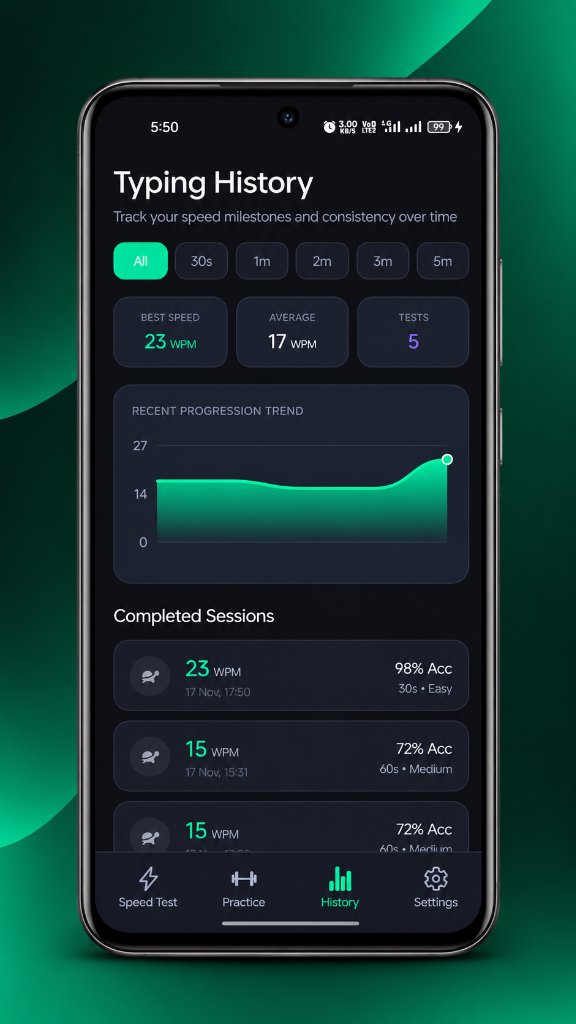 5:50
3.00 KB/S VoD LTE2 4G 99
Typing History
Track your speed milestones and consistency over time
All 30s 1m 2m 3m 5m
BEST SPEED AVERAGE TESTS
23 WPM 17 WPM 5
RECENT PROGRESSION TREND
27
14
0
Completed Sessions
23 WPM 98% Acc
17 Nov, 17:50 30s • Easy
15 WPM 72% Acc
17 Nov, 15:31 60s • Medium
15 WPM 72% Acc
60s • Medium
Speed Test Practice History Settings